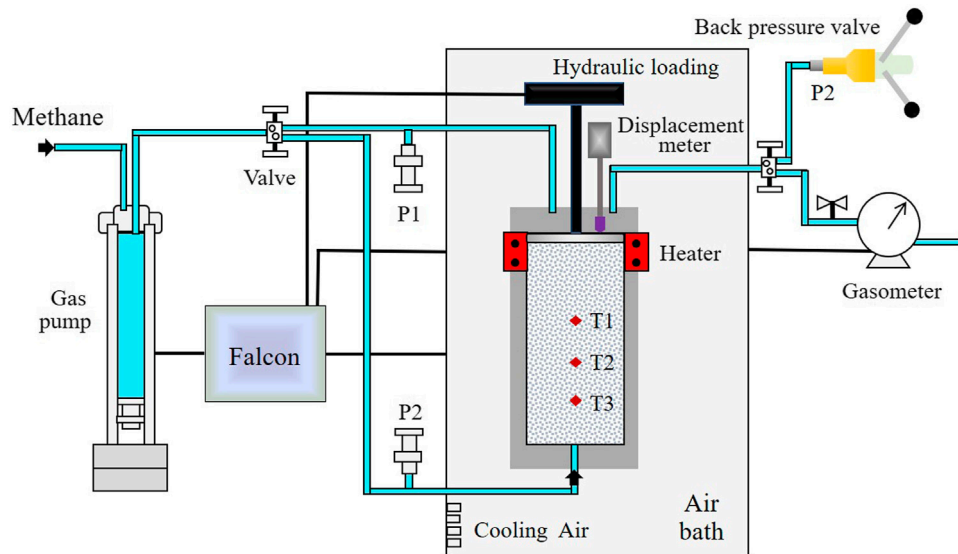 Back pressure valve
Hydraulic loading
P2
Methane
Displacement
meter
Valve
P1
Heater
Gas
pump
Gasometer
T1
Falcon
T2
T3
P2
Cooling Air
Air
bath